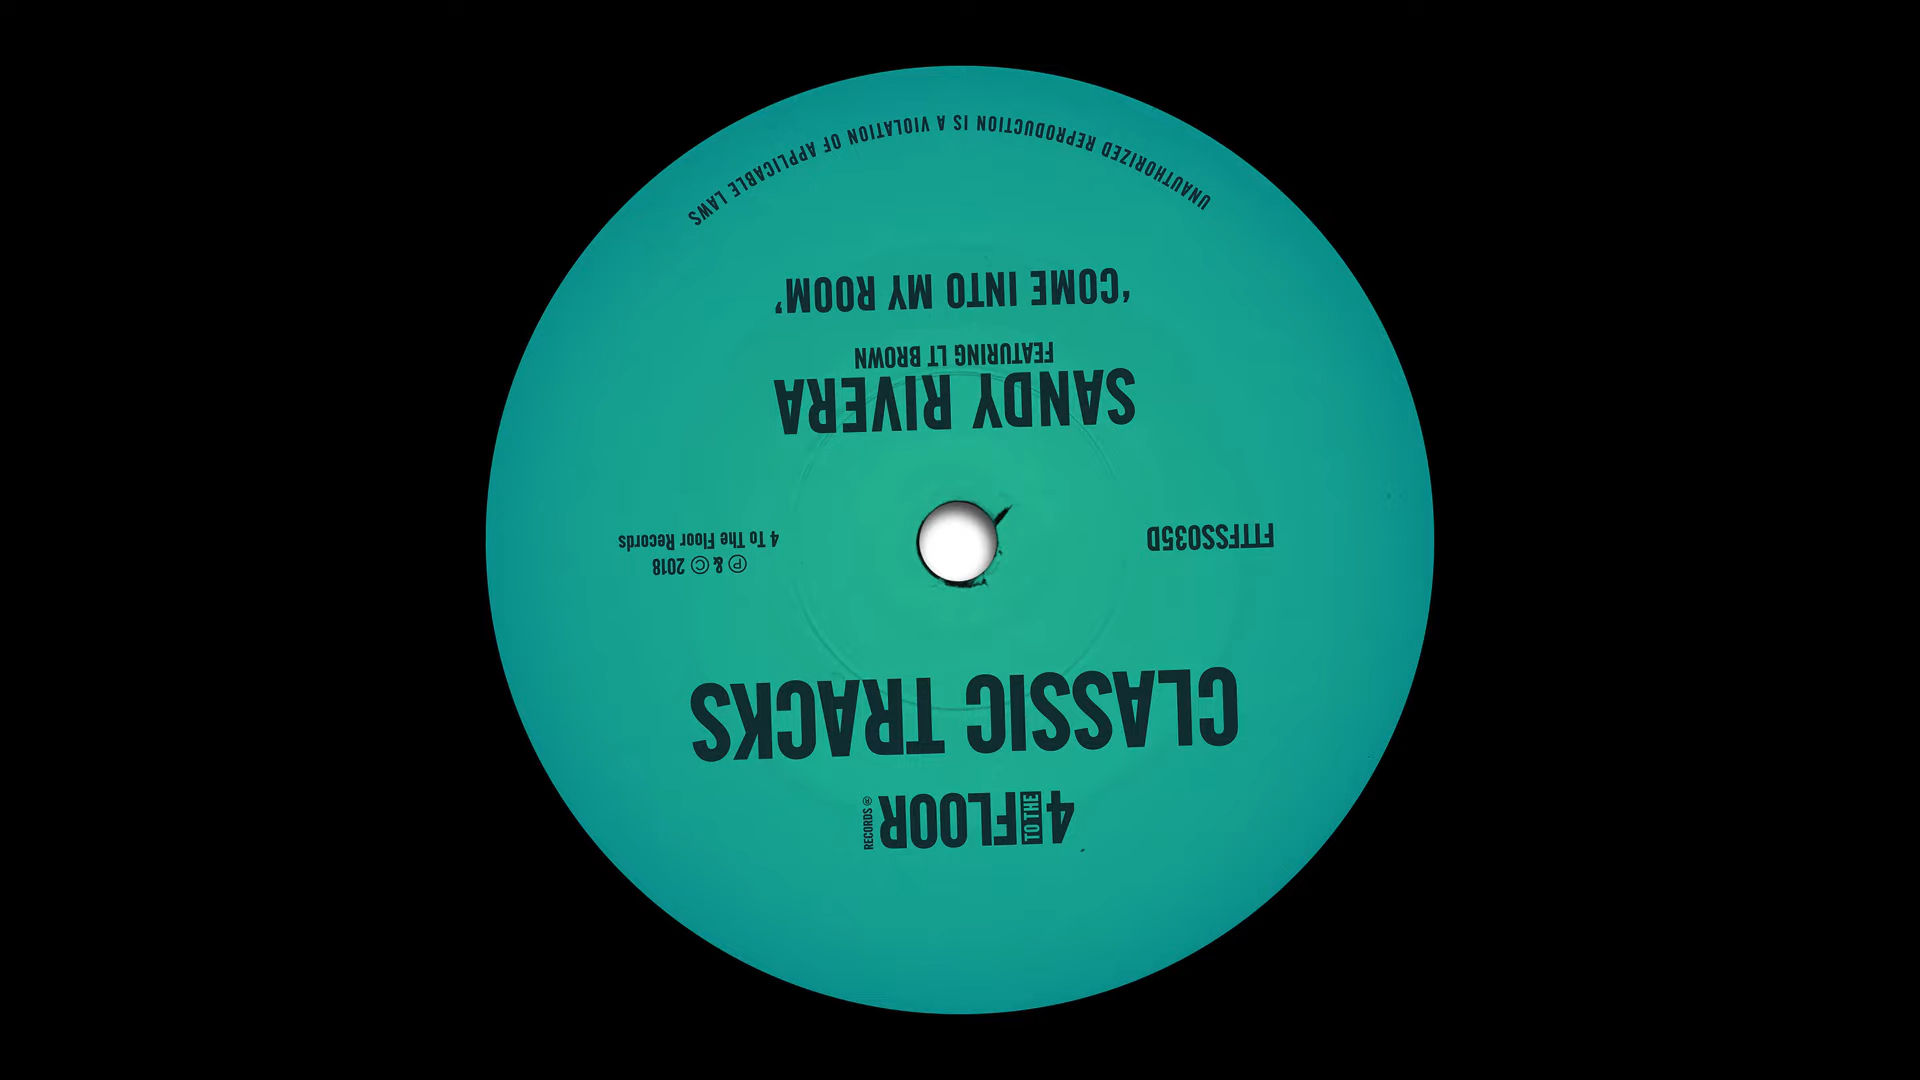 4 TO THE FLOOR RECORDS ®
CLASSIC TRACKS
FTTFSS035D
℗ & © 2018
4 To The Floor Records
SANDY RIVERA
FEATURING LT BROWN
‘COME INTO MY ROOM’
UNAUTHORIZED REPRODUCTION IS A VIOLATION OF APPLICABLE LAWS